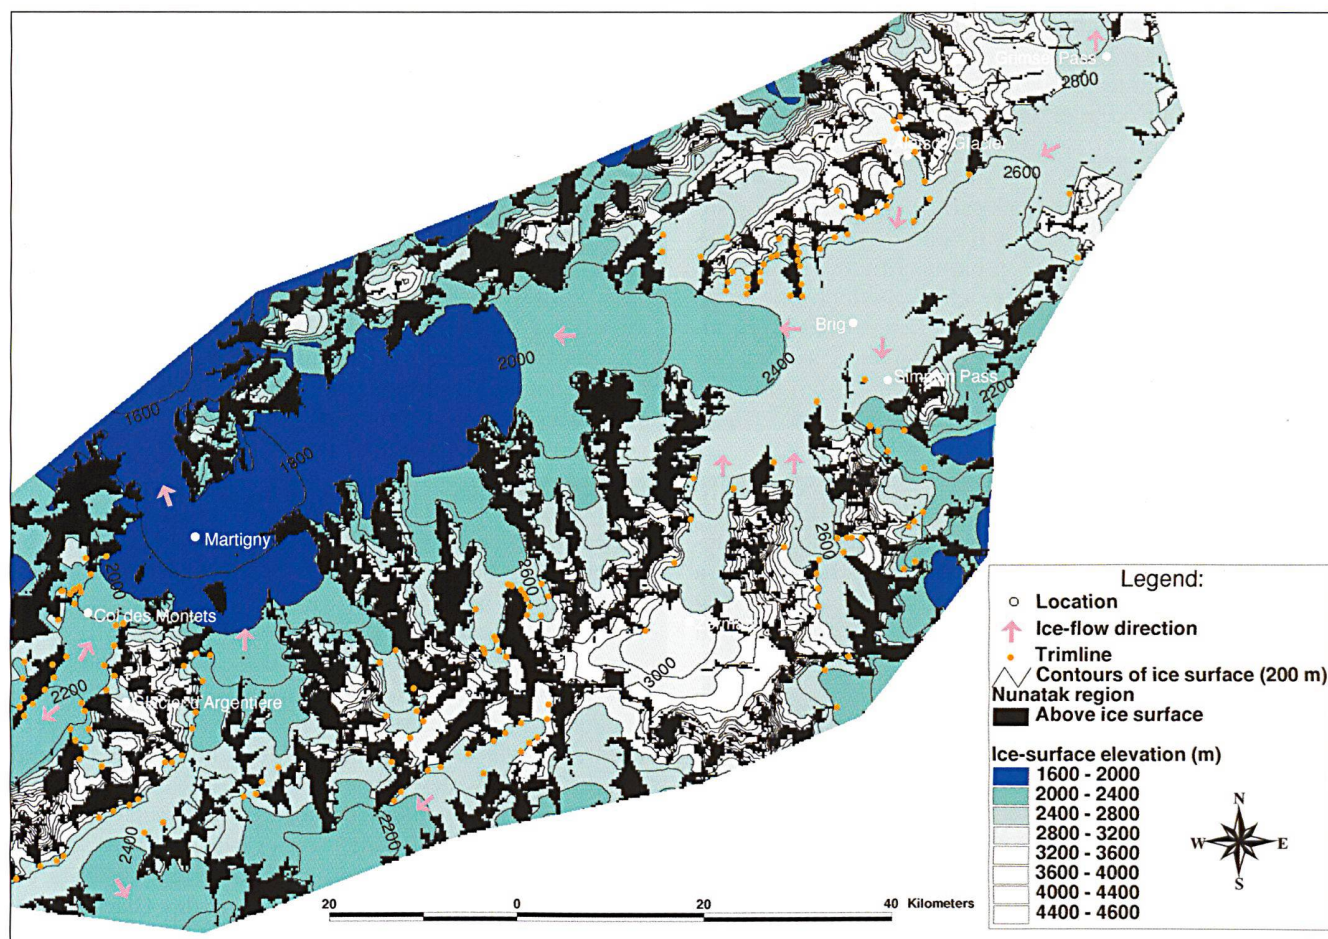 Grimsel Pass
2800
Aletsch Glacier
2600
Brig
2000
2400
Simplon Pass
2200
1600
1800
Martigny
2000
2600
2600
Col des Montets
3000
2200
Glacier d'Argentière
2400
2200
Legend:
Location
Ice-flow direction
Trimline
Contours of ice surface (200 m)
Nunatak region
Above ice surface
Ice-surface elevation (m)
1600 - 2000
2000 - 2400
2400 - 2800
2800 - 3200
3200 - 3600
3600 - 4000
4000 - 4400
4400 - 4600
N
W E
S
20 0 20 40 Kilometers